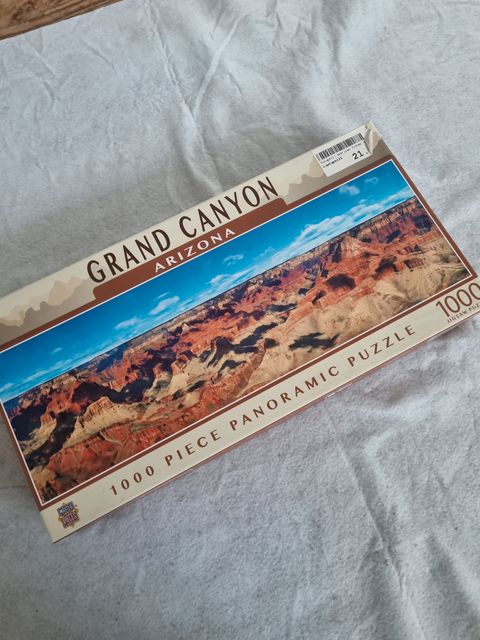 GRAND CANYON
ARIZONA
21.
1000 PIECE PANORAMIC PUZZLE
1000